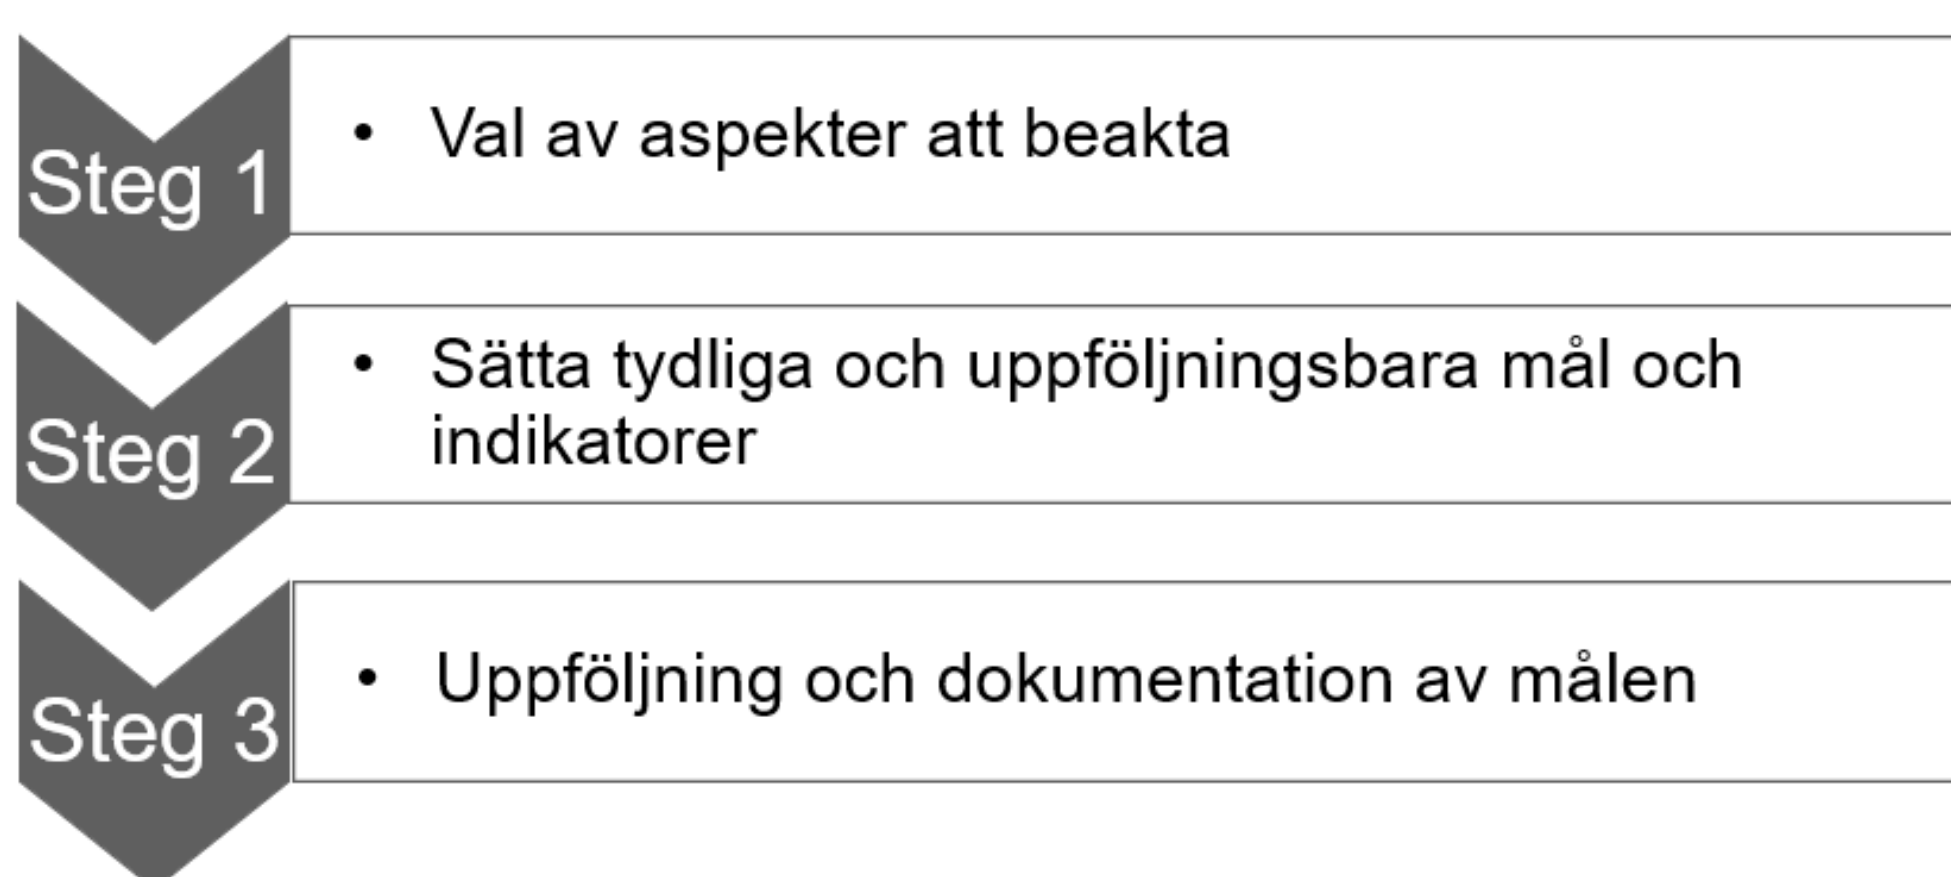 Steg 1
• Val av aspekter att beakta
Steg 2
• Sätta tydliga och uppföljningsbara mål och
indikatorer
Steg 3
• Uppföljning och dokumentation av målen